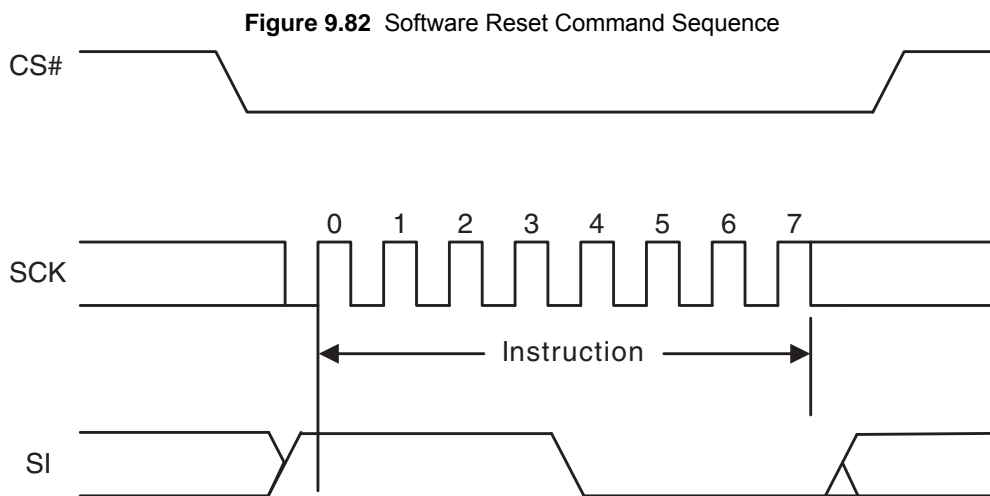 Figure 9.82 Software Reset Command Sequence
CS#
0 1 2 3 4 5 6 7
SCK
Instruction
SI